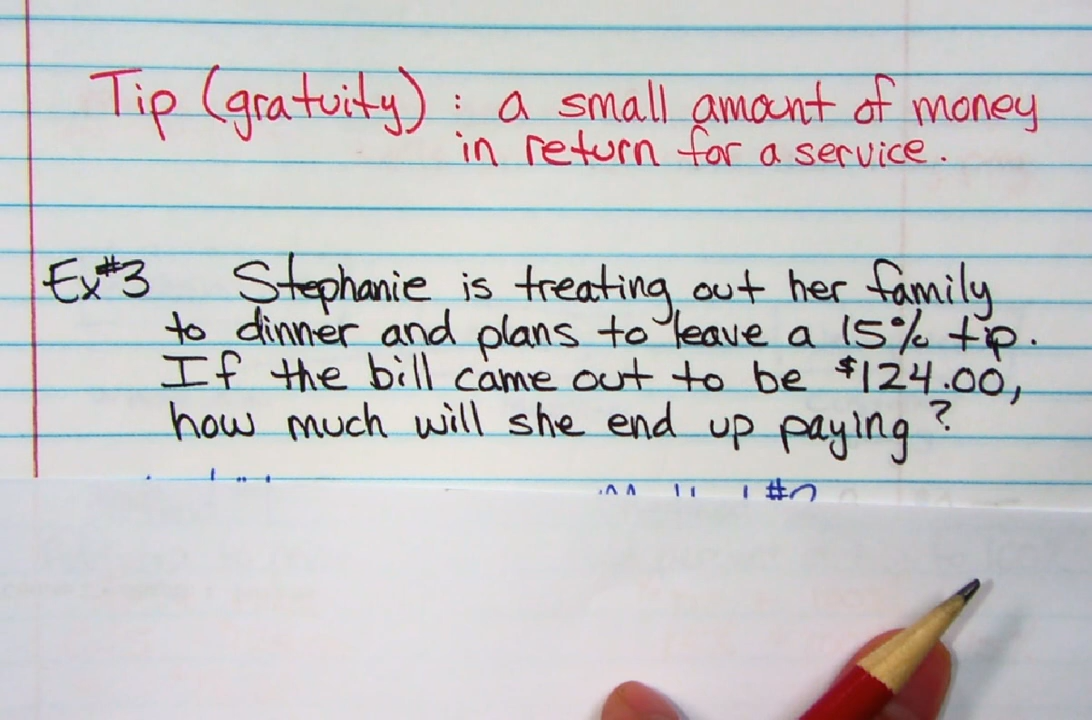 Tip (gratuity) : a small amount of money
in return for a service.
Ex#3 Stephanie is treating out her family
to dinner and plans to leave a 15% tip.
If the bill came out to be $124.00,
how much will she end up paying?
#2